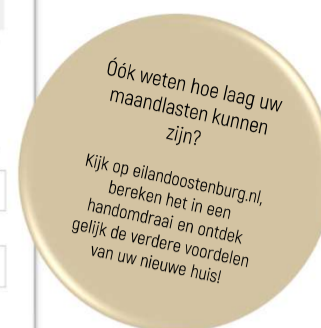 Óók weten hoe laag uw
maandlasten kunnen
zijn?
Kijk op eilandoostenburg.nl,
bereken het in een
handomdraai en ontdek
gelijk de verdere voordelen
van uw nieuwe huis!